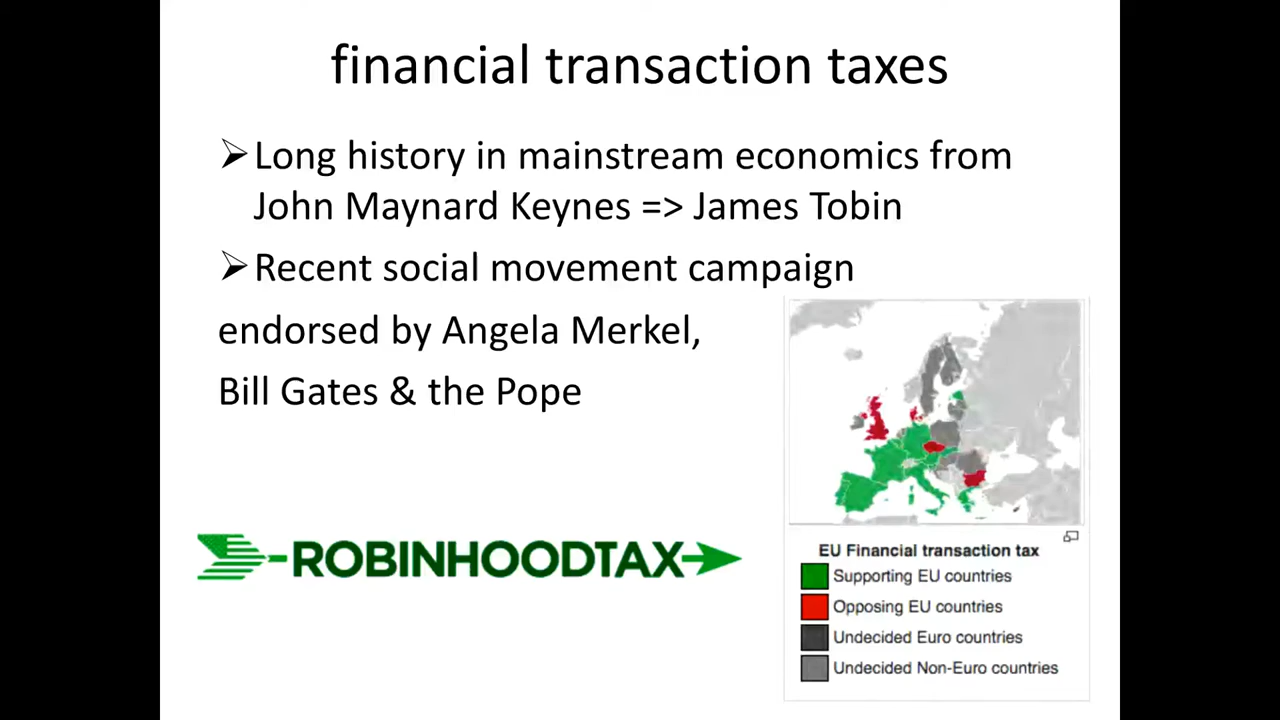 financial transaction taxes
➢Long history in mainstream economics from
John Maynard Keynes => James Tobin
➢Recent social movement campaign
endorsed by Angela Merkel,
Bill Gates & the Pope
ROBINHOODTAX
EU Financial transaction tax
Supporting EU countries
Opposing EU countries
Undecided Euro countries
Undecided Non-Euro countries